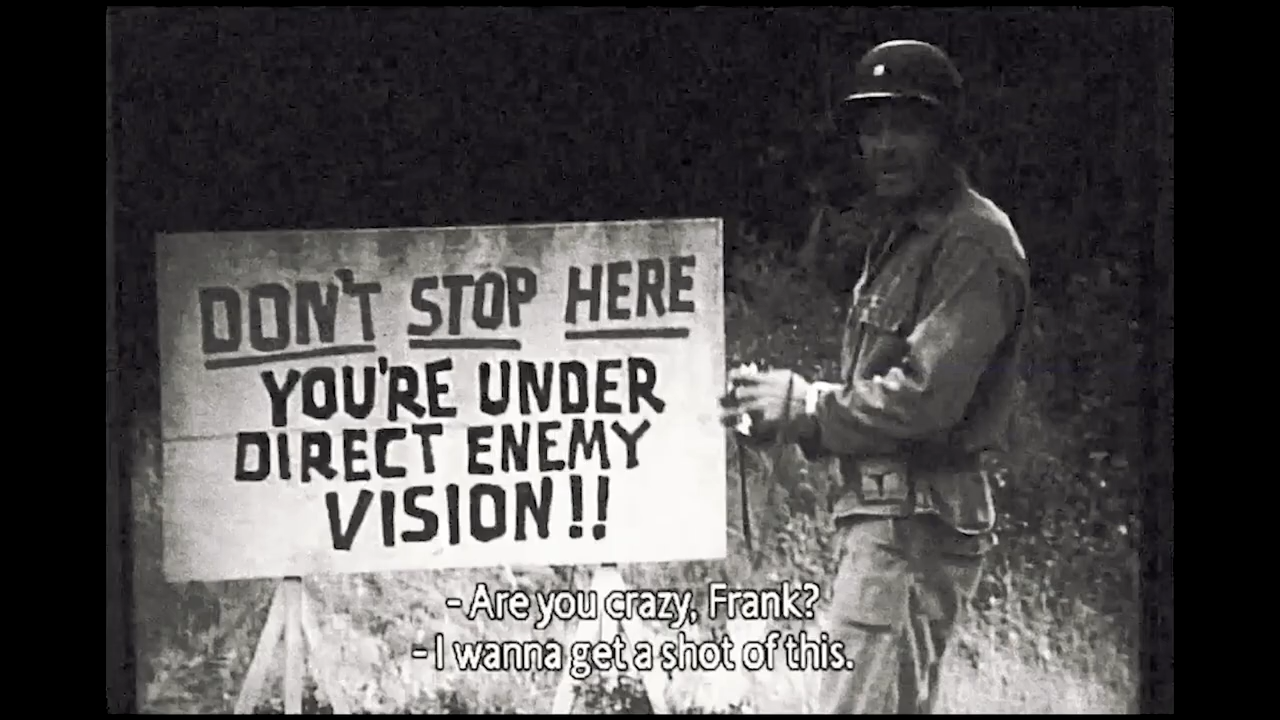 DON'T STOP HERE
YOU'RE UNDER
DIRECT ENEMY
VISION!!
- Are you crazy, Frank?
- I wanna get a shot of this.